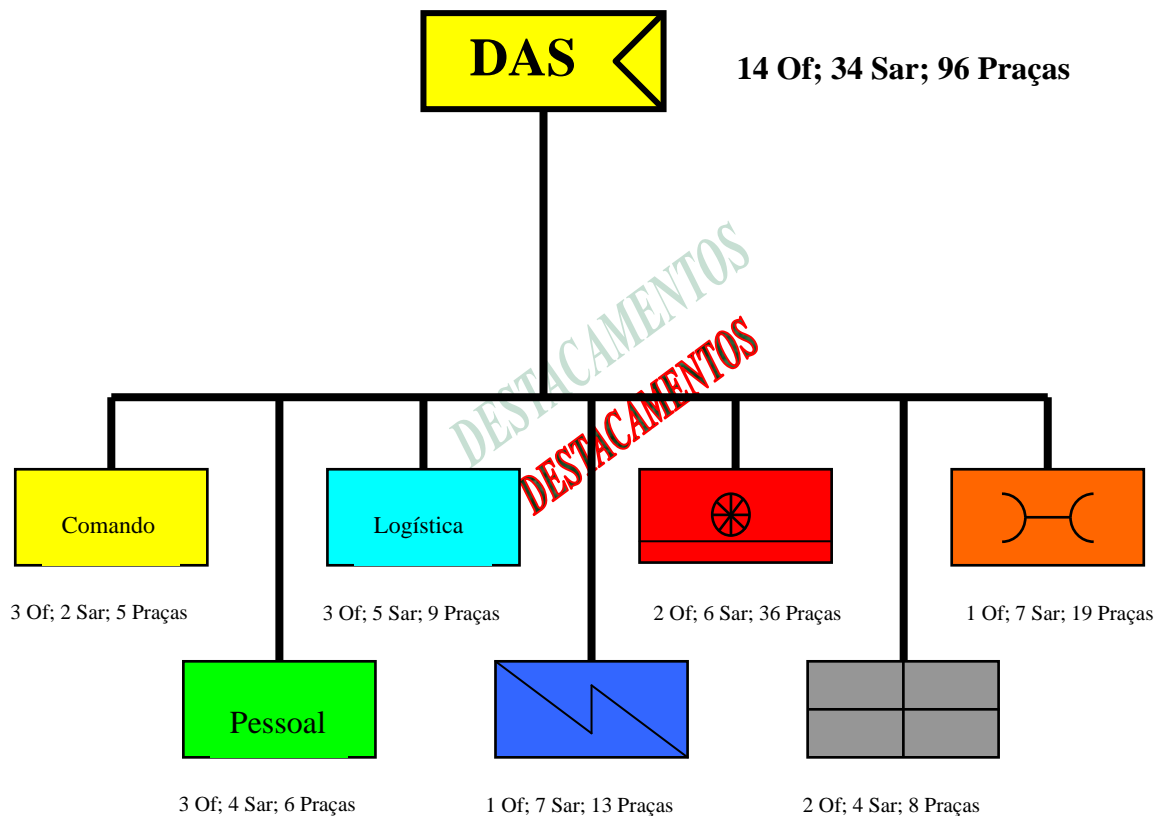 DAS
14 Of; 34 Sar; 96 Praças
DESTACAMENTOS
DESTACAMENTOS
Comando
Logística
3 Of; 2 Sar; 5 Praças
3 Of; 5 Sar; 9 Praças
2 Of; 6 Sar; 36 Praças
1 Of; 7 Sar; 19 Praças
Pessoal
3 Of; 4 Sar; 6 Praças
1 Of; 7 Sar; 13 Praças
2 Of; 4 Sar; 8 Praças